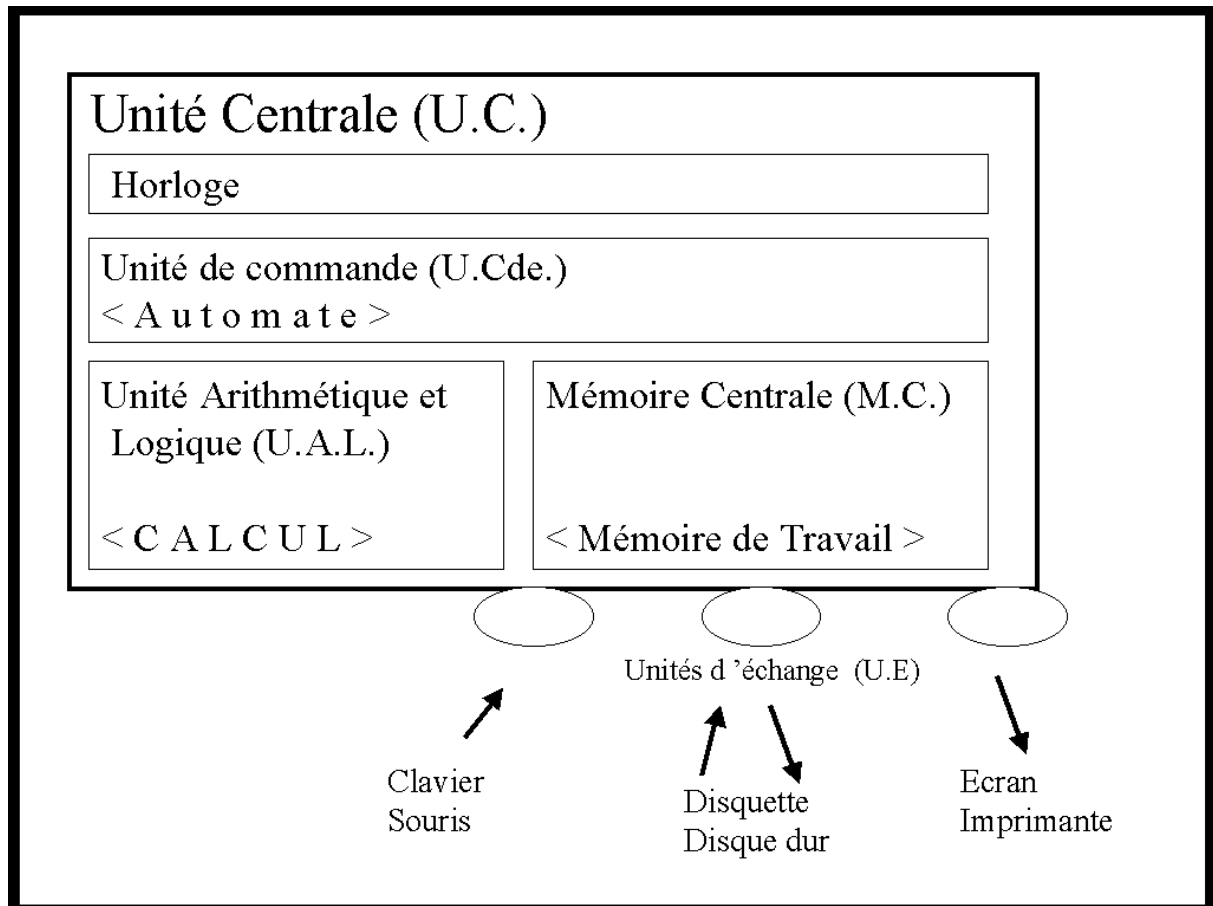 Unité Centrale (U.C.)
Horloge
Unité de commande (U.Cde.)
< A u t o m a t e >
Unité Arithmétique et
Logique (U.A.L.)
< C A L C U L >
Mémoire Centrale (M.C.)
< Mémoire de Travail >
Unités d ’échange (U.E)
Clavier
Souris
Disquette
Disque dur
Ecran
Imprimante